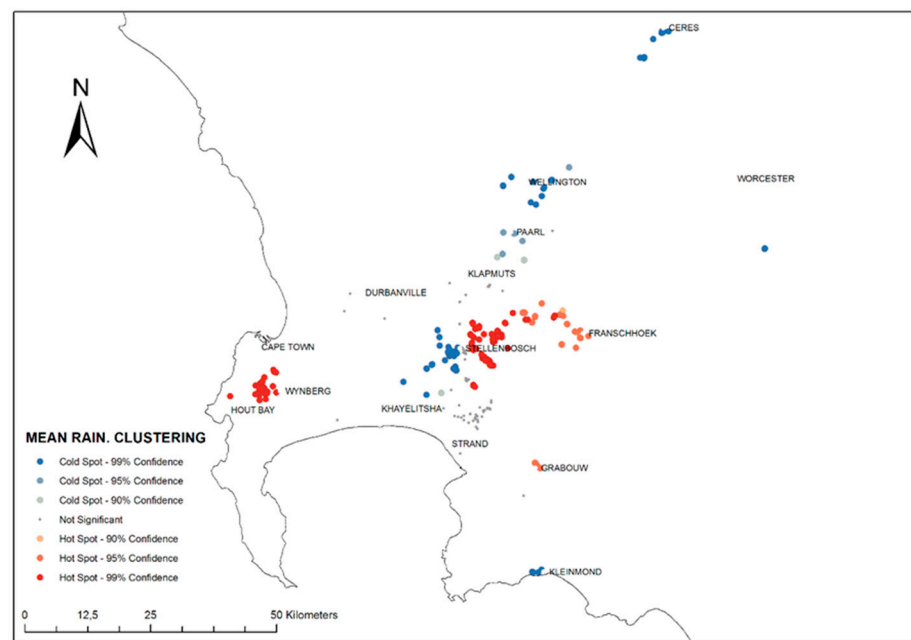 CERES
N
WELLINGTON
WORCESTER
PAARL
KLAPMUTS
DURBANVILLE
FRANSCHHOEK
CAPE TOWN
STELLENBOSCH
WYNBERG
HOUT BAY
KHAYELITSHA
STRAND
MEAN RAIN. CLUSTERING
Cold Spot - 99% Confidence
GRABOUW
Cold Spot - 95% Confidence
Cold Spot - 90% Confidence
Not Significant
Hot Spot - 90% Confidence
Hot Spot - 95% Confidence
Hot Spot - 99% Confidence
KLEINMOND
0 12,5 25 50 Kilometers